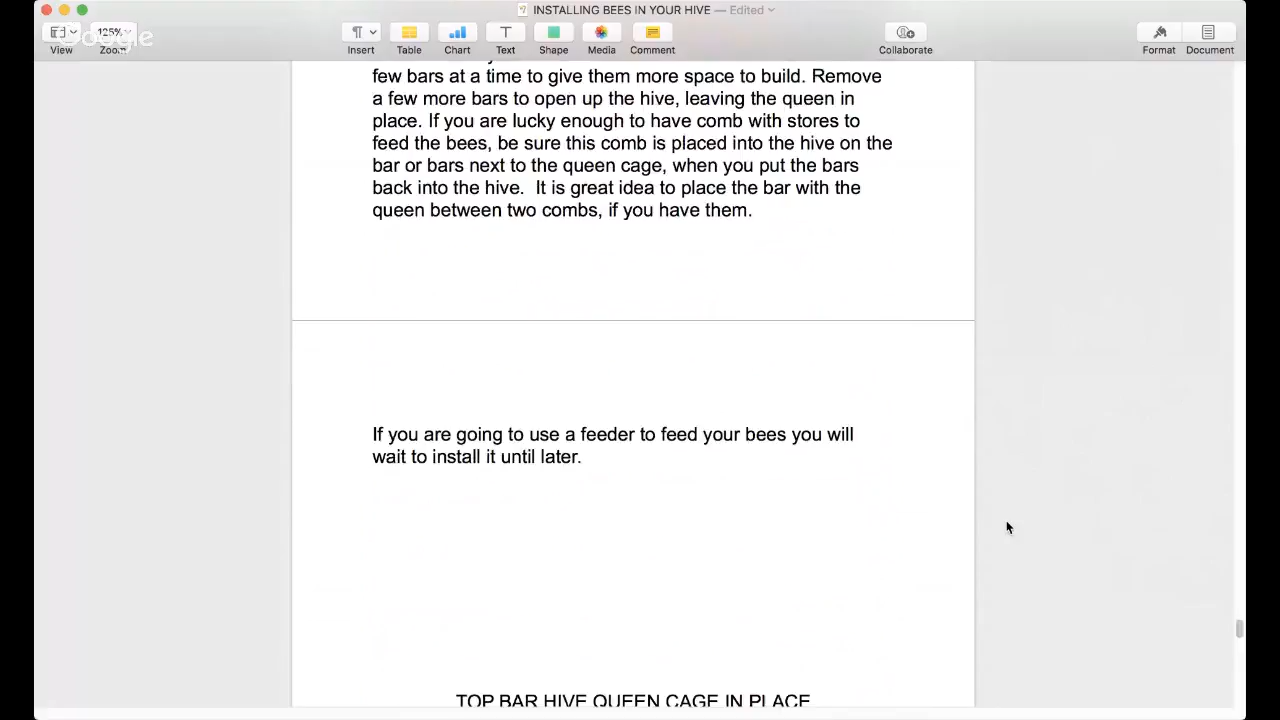 INSTALLING BEES IN YOUR HIVE — Edited
125%
Google
View
Zoom
Insert
Table
Chart
Text
Shape
Media
Comment
Collaborate
Format
Document
few bars at a time to give them more space to build. Remove
a few more bars to open up the hive, leaving the queen in
place. If you are lucky enough to have comb with stores to
feed the bees, be sure this comb is placed into the hive on the
bar or bars next to the queen cage, when you put the bars
back into the hive.  It is great idea to place the bar with the
queen between two combs, if you have them.
If you are going to use a feeder to feed your bees you will
wait to install it until later.
TOP BAR HIVE QUEEN CAGE IN PLACE